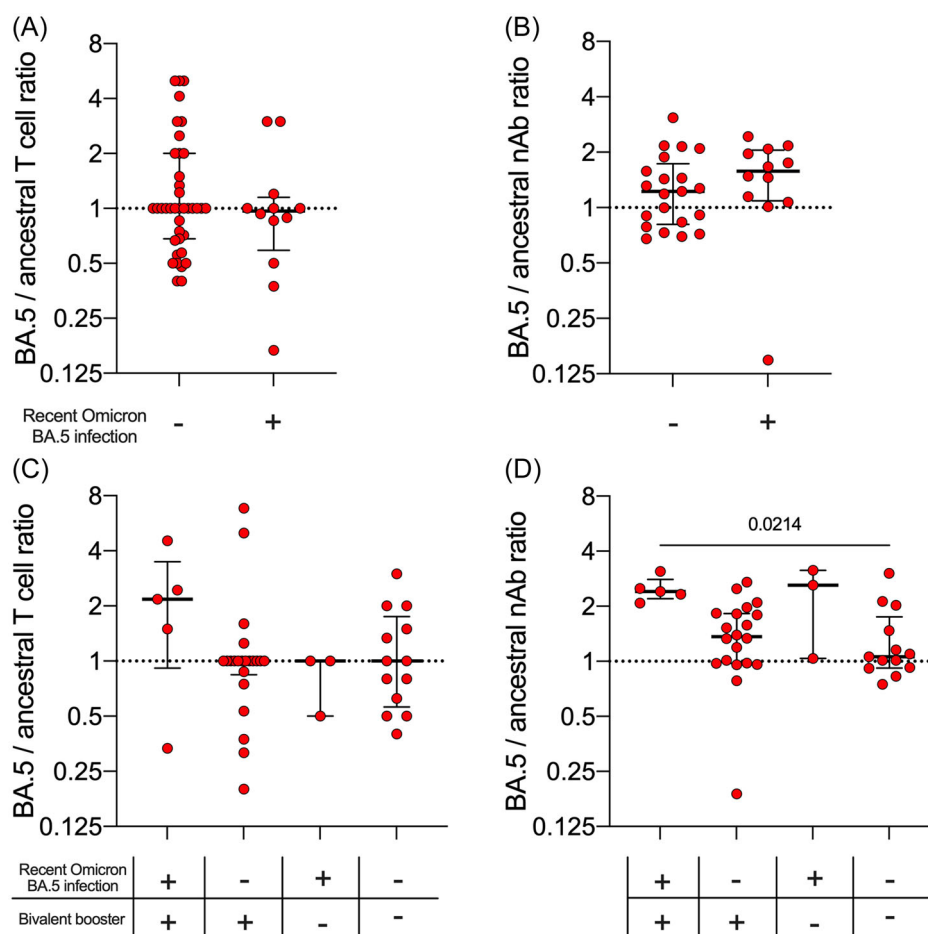 (A)
BA.5 / ancestral T cell ratio
8
4
2
1
0.5
0.25
0.125
Recent Omicron
BA.5 infection
-
+
(B)
BA.5 / ancestral nAb ratio
8
4
2
1
0.5
0.25
0.125
-
+
(C)
BA.5 / ancestral T cell ratio
8
4
2
1
0.5
0.25
0.125
Recent Omicron
BA.5 infection
+ - + -
Bivalent booster
+ + - -
(D)
BA.5 / ancestral nAb ratio
8
4
2
1
0.5
0.25
0.125
0.0214
+ - + -
+ + - -